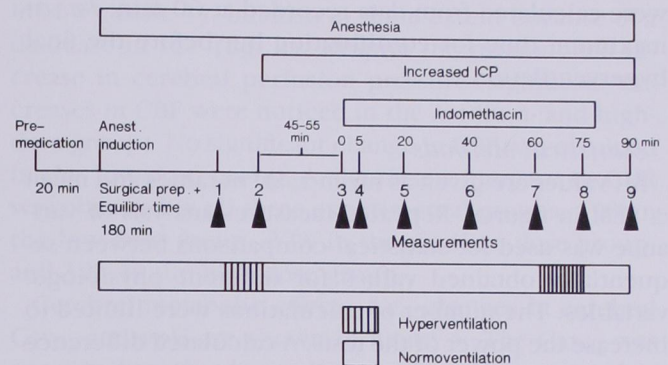 Anesthesia
Increased ICP
Indomethacin
Pre-
medication
Anest.
induction
45–55
min
0 5 20 40 60 75 90 min
20 min
Surgical prep.
Equilibr. time
180 min
1 2 3 4 5 6 7 8 9
Measurements
Hyperventilation
Normoventilation